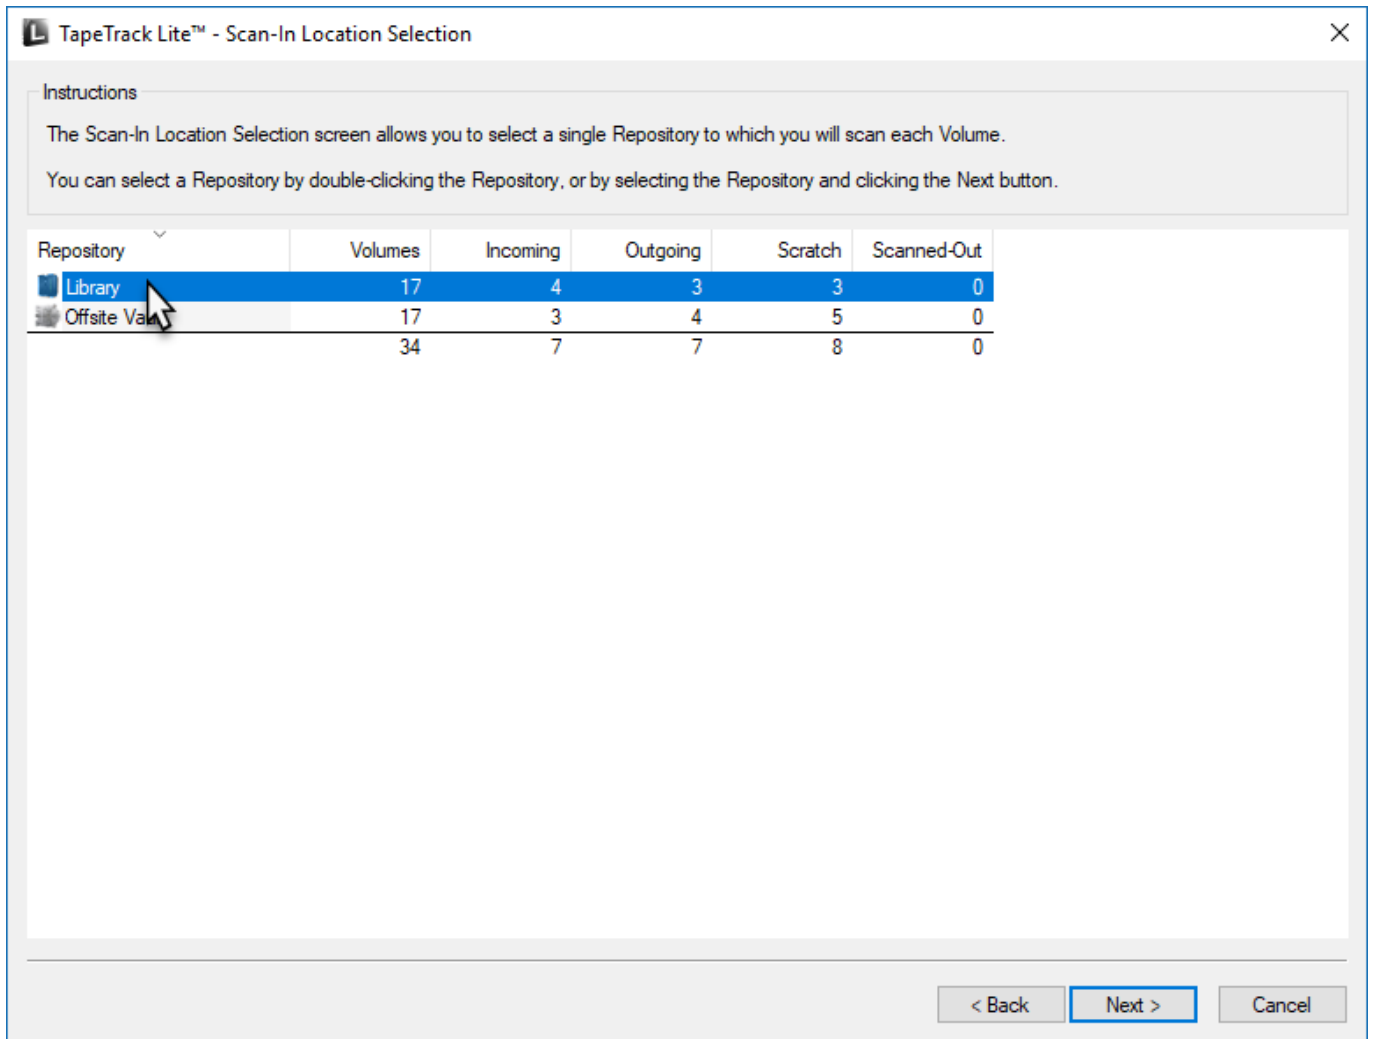 TapeTrack Lite™ - Scan-In Location Selection
Instructions
The Scan-In Location Selection screen allows you to select a single Repository to which you will scan each Volume.
You can select a Repository by double-clicking the Repository, or by selecting the Repository and clicking the Next button.
Repository Volumes Incoming Outgoing Scratch Scanned-Out
Library 17 4 3 3 0
Offsite 17 3 4 5 0
34 7 7 8 0
< Back Next > Cancel